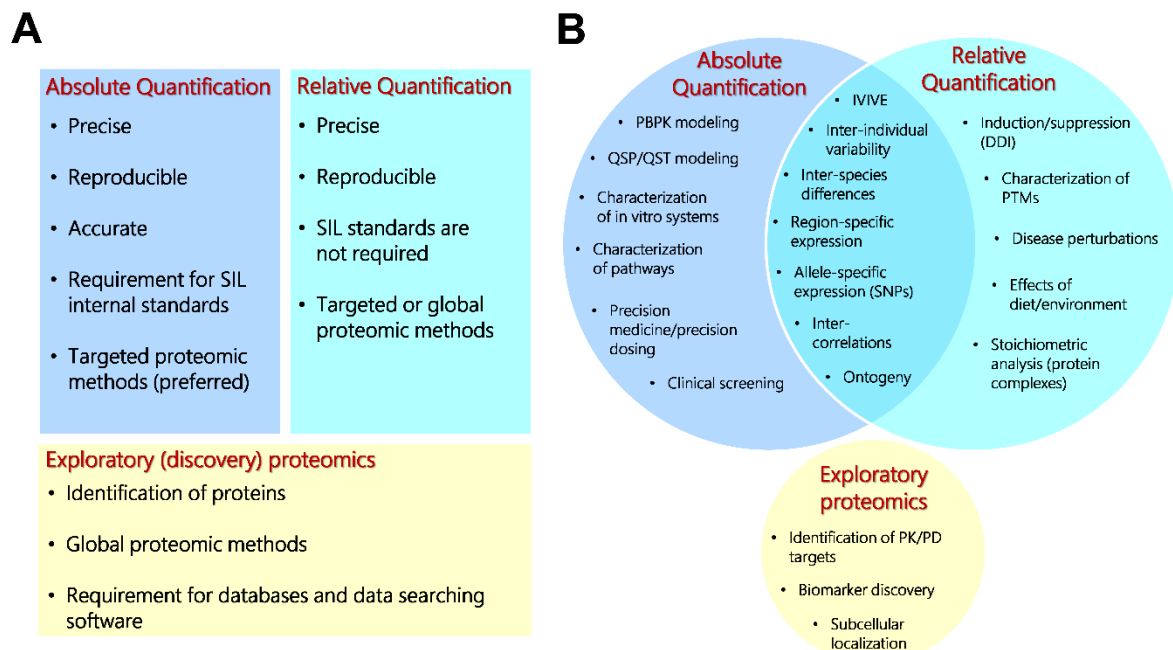 A
Absolute Quantification
• Precise
• Reproducible
• Accurate
• Requirement for SIL
internal standards
• Targeted proteomic
methods (preferred)
Relative Quantification
• Precise
• Reproducible
• SIL standards are
not required
• Targeted or global
proteomic methods
Exploratory (discovery) proteomics
• Identification of proteins
• Global proteomic methods
• Requirement for databases and data searching
software
B
Absolute
Quantification
• PBPK modeling
• QSP/QST modeling
• Characterization
of in vitro systems
• Characterization
of pathways
• Precision
medicine/precision
dosing
• Clinical screening
• IVIVE
• Inter-individual
variability
• Inter-species
differences
• Region-specific
expression
• Allele-specific
expression (SNPs)
• Inter-
correlations
• Ontogeny
Relative
Quantification
• Induction/suppression
(DDI)
• Characterization of
PTMs
• Disease perturbations
• Effects of
diet/environment
• Stoichiometric
analysis (protein
complexes)
Exploratory
proteomics
• Identification of PK/PD
targets
• Biomarker discovery
• Subcellular
localization